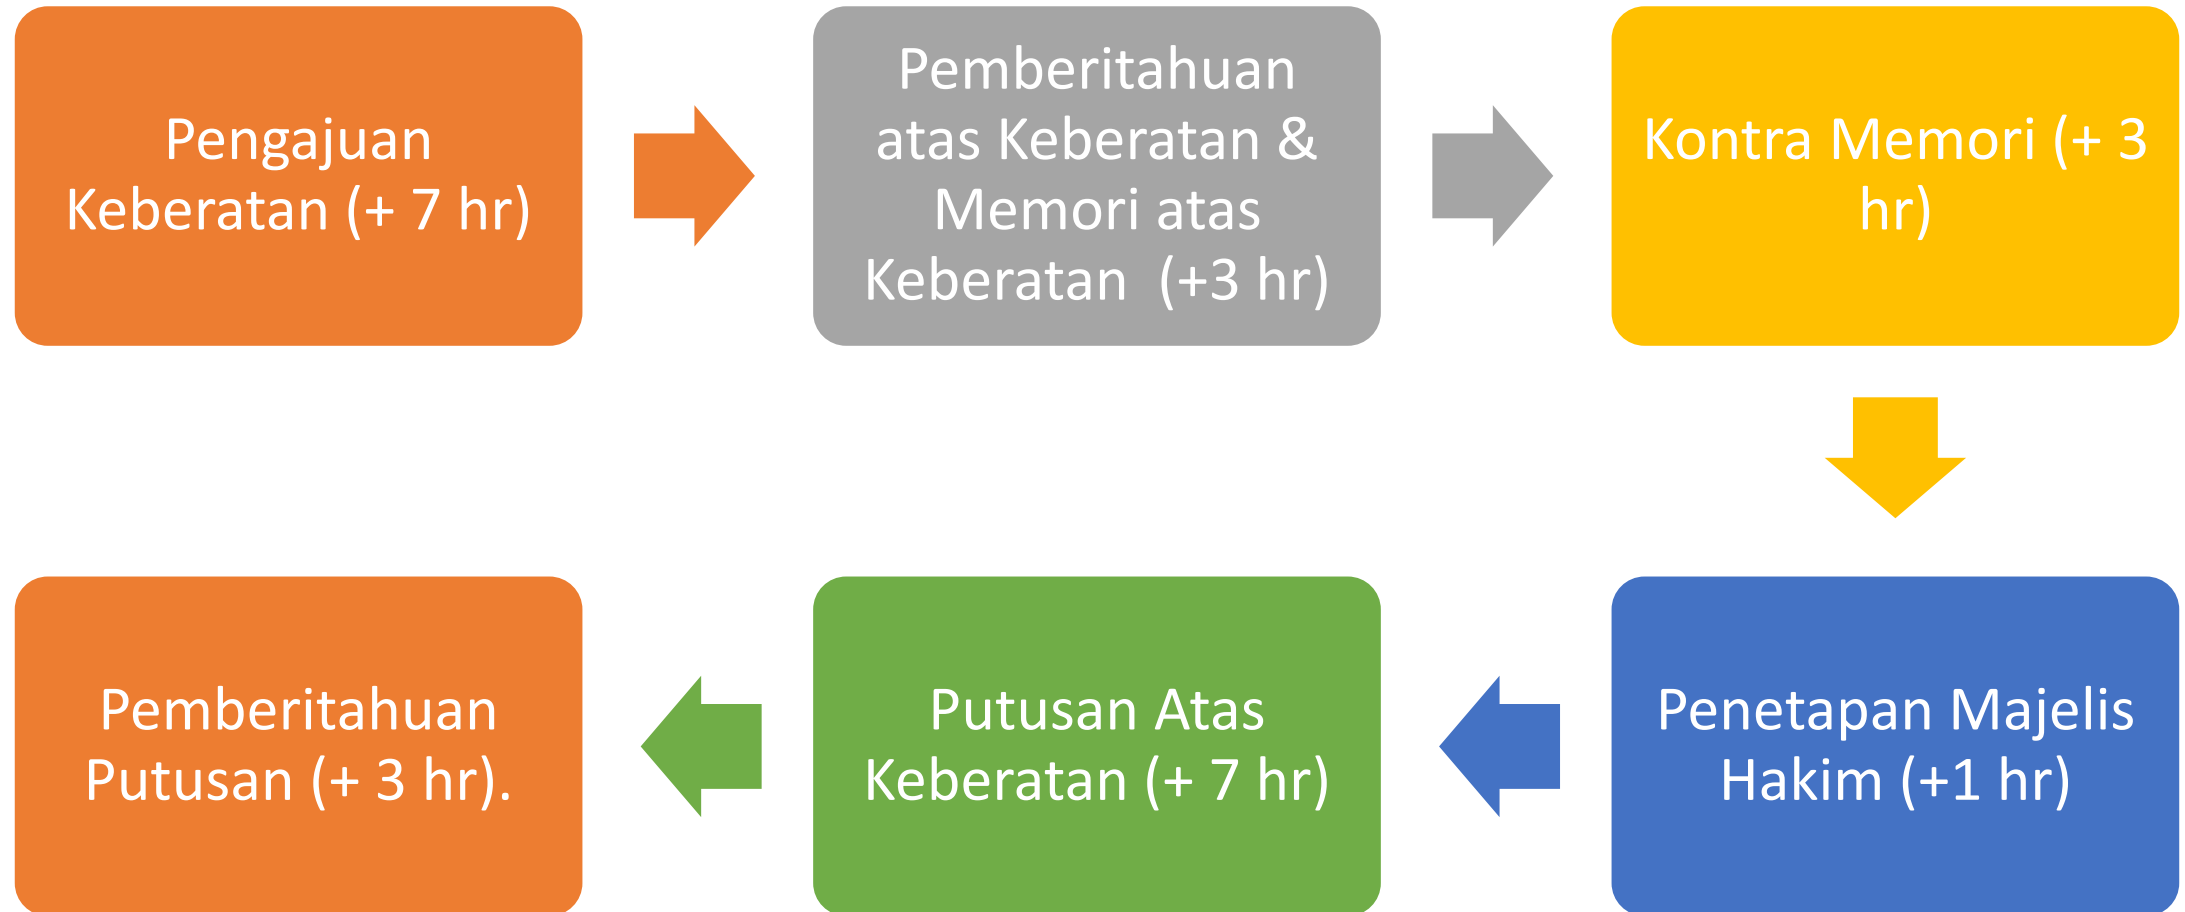 Pengajuan
Keberatan (+ 7 hr)
Pemberitahuan
atas Keberatan &
Memori atas
Keberatan  (+3 hr)
Kontra Memori (+ 3
hr)
Penetapan Majelis
Hakim (+1 hr)
Putusan Atas
Keberatan (+ 7 hr)
Pemberitahuan
Putusan (+ 3 hr).